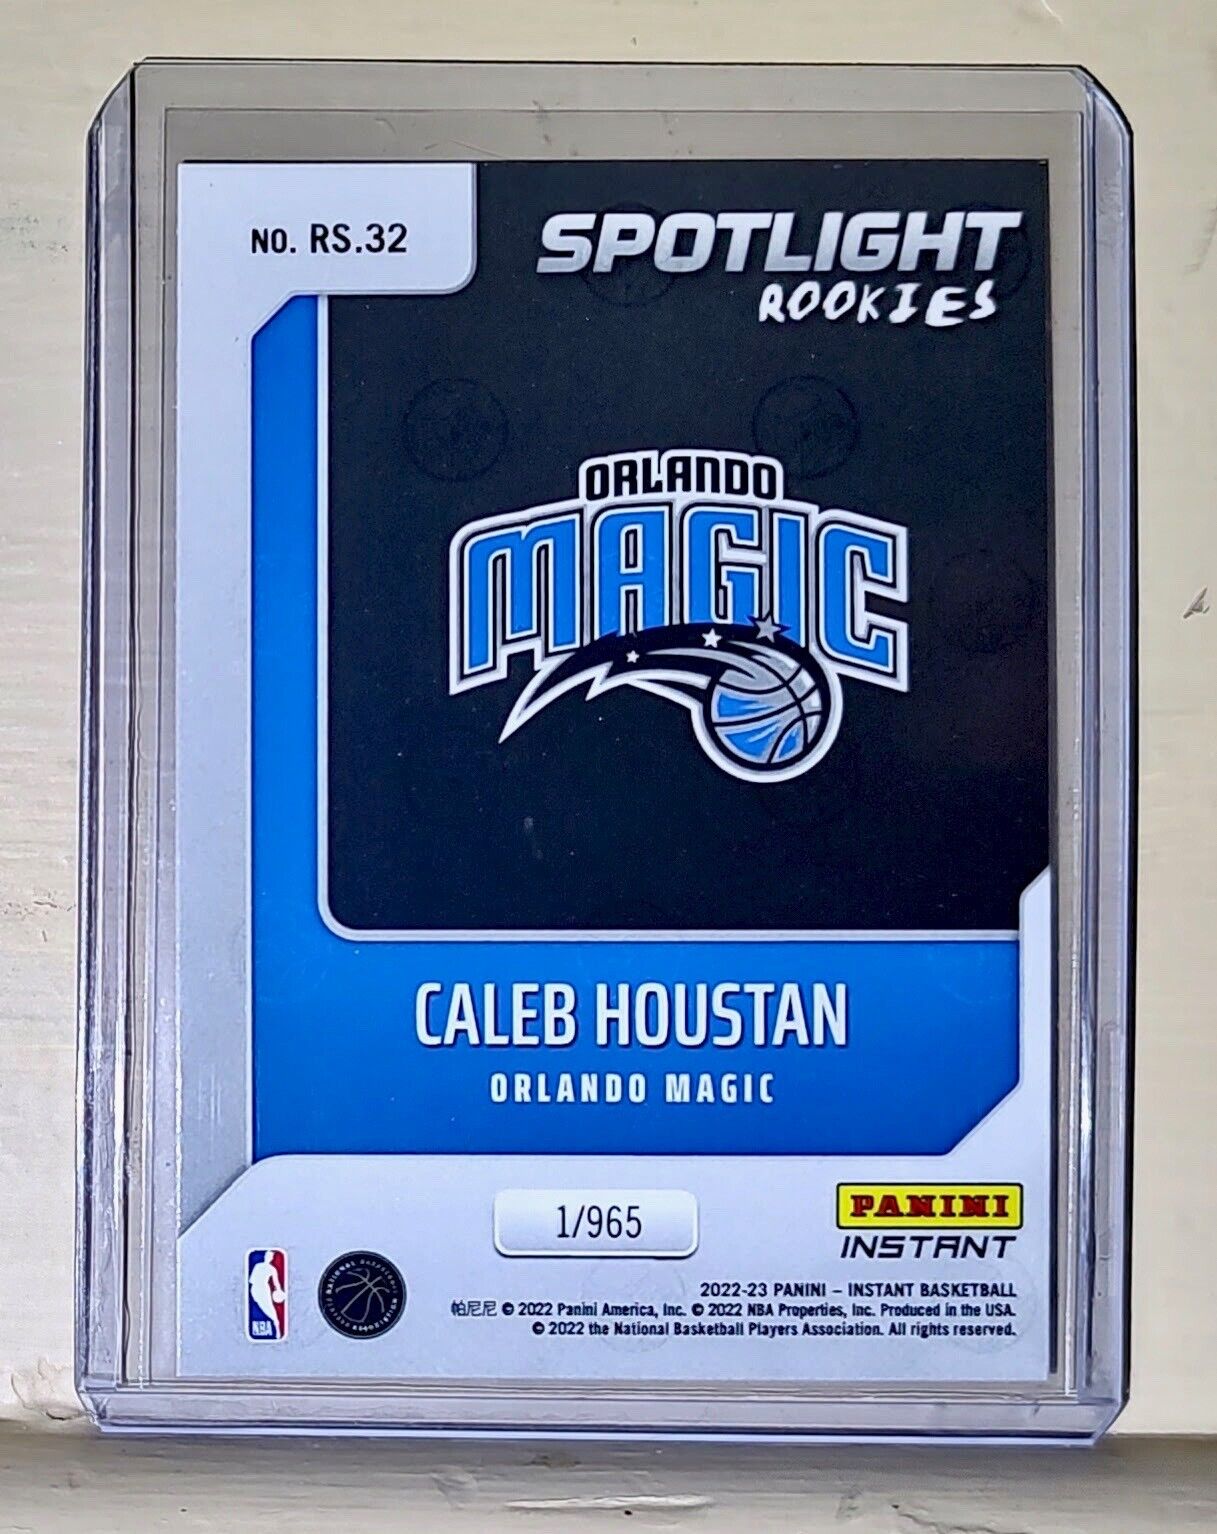 NO. RS.32
SPOTLIGHT
ROOKIES
ORLANDO
MAGIC
CALEB HOUSTAN
ORLANDO MAGIC
1/965
PANINI
INSTANT
NBA
2022-23 PANINI – INSTANT BASKETBALL
帕尼尼 © 2022 Panini America, Inc. © 2022 NBA Properties, Inc. Produced in the USA.
© 2022 the National Basketball Players Association. All rights reserved.